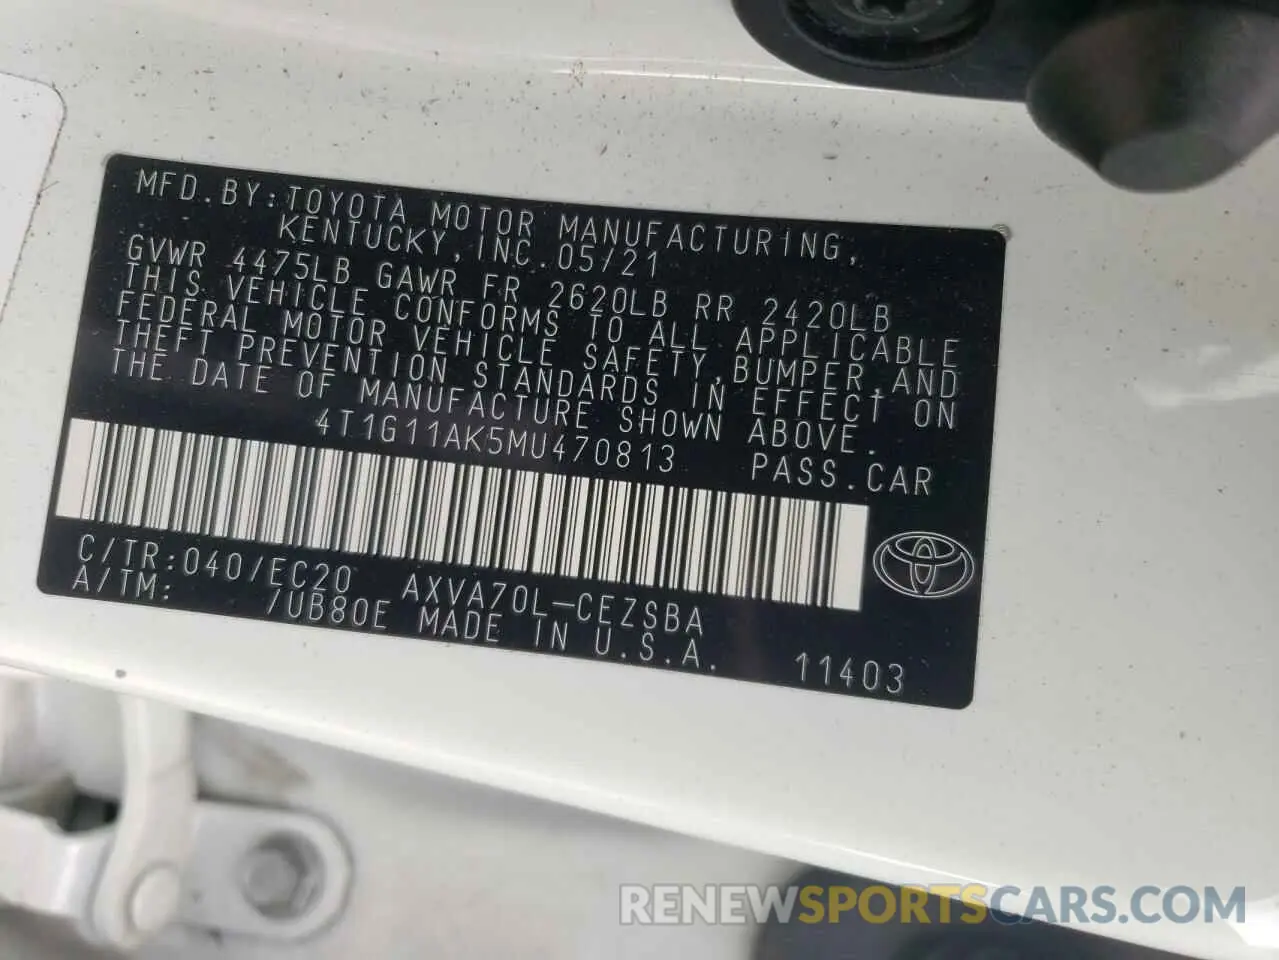 MFD.BY:TOYOTA MOTOR MANUFACTURING,
KENTUCKY,INC. 05/21
GVWR 4475LB GAWR FR 2620LB RR 2420LB
THIS VEHICLE CONFORMS TO ALL APPLICABLE
FEDERAL MOTOR VEHICLE SAFETY,BUMPER,AND
THEFT PREVENTION STANDARDS IN EFFECT ON
THE DATE OF MANUFACTURE SHOWN ABOVE.
4T1G11AK5MU470813 PASS.CAR
C/TR:040/EC20 AXVA70L-CEZSBA
A/TM: /UB80E MADE IN U.S.A.
11403
RENEWSPORTSCARS.COM